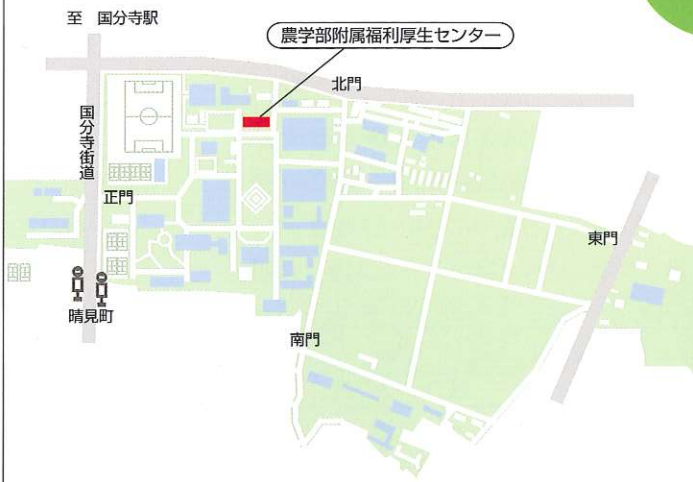 至 国分寺駅
農学部附属福利厚生センター
北門
国分寺街道
正門
東門
晴見町
南門